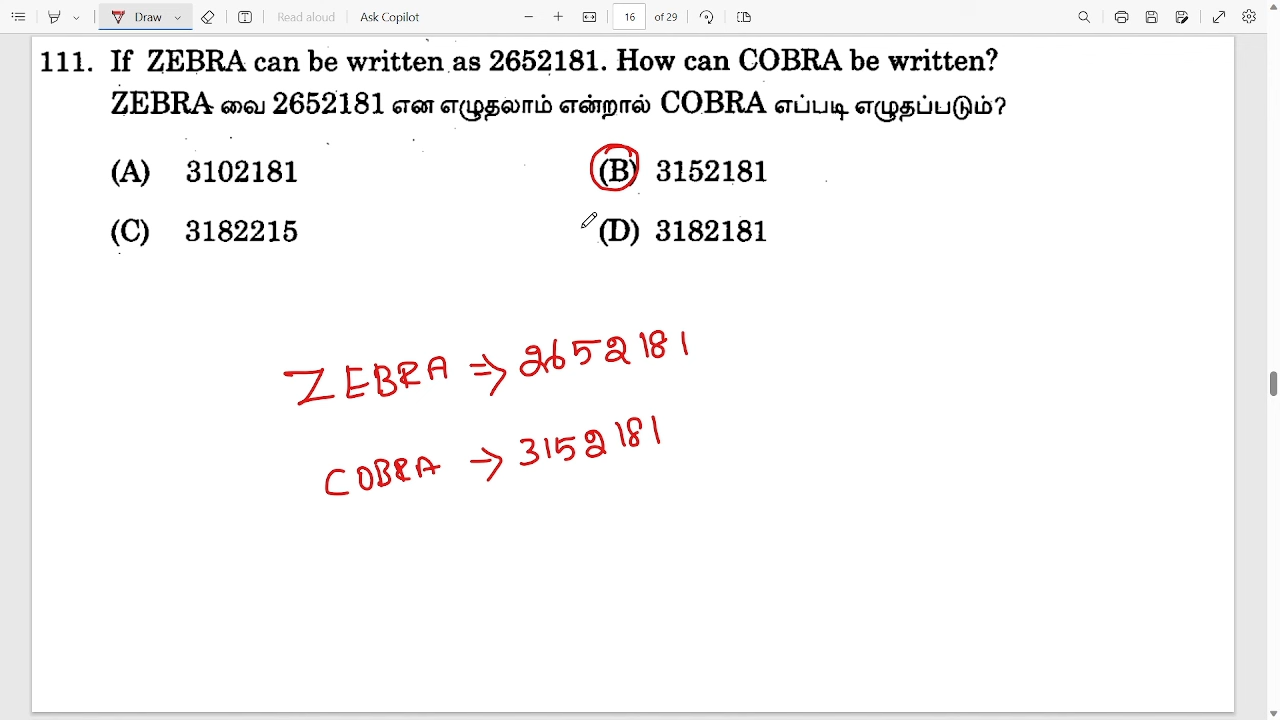 Draw Read aloud Ask Copilot 16 of 29
111. If ZEBRA can be written as 2652181. How can COBRA be written?
ZEBRA வை 2652181 என எழுதலாம் என்றால் COBRA எப்படி எழுதப்படும்?
(A) 3102181 (B) 3152181
(C) 3182215 (D) 3182181
ZEBRA ⇒ 2652181
COBRA → 3152181